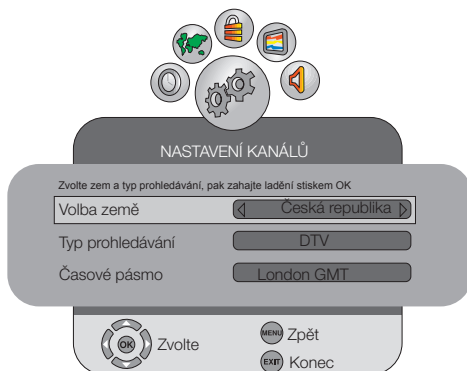 NASTAVENÍ KANÁLŮ
Zvolte zem a typ prohledávání, pak zahajte ladění stiskem OK
Volba země Česká republika
Typ prohledávání DTV
Časové pásmo London GMT
OK Zvolte MENU Zpět
EXIT Konec